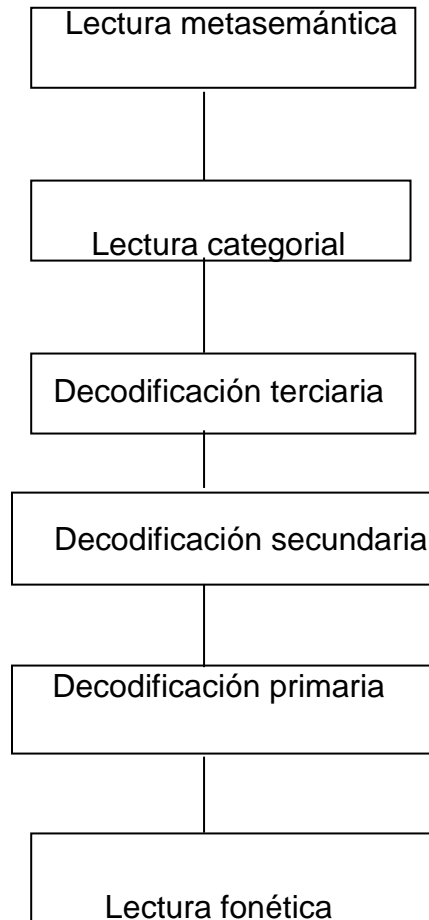 Lectura metasemántica
Lectura categorial
Decodificación terciaria
Decodificación secundaria
Decodificación primaria
Lectura fonética